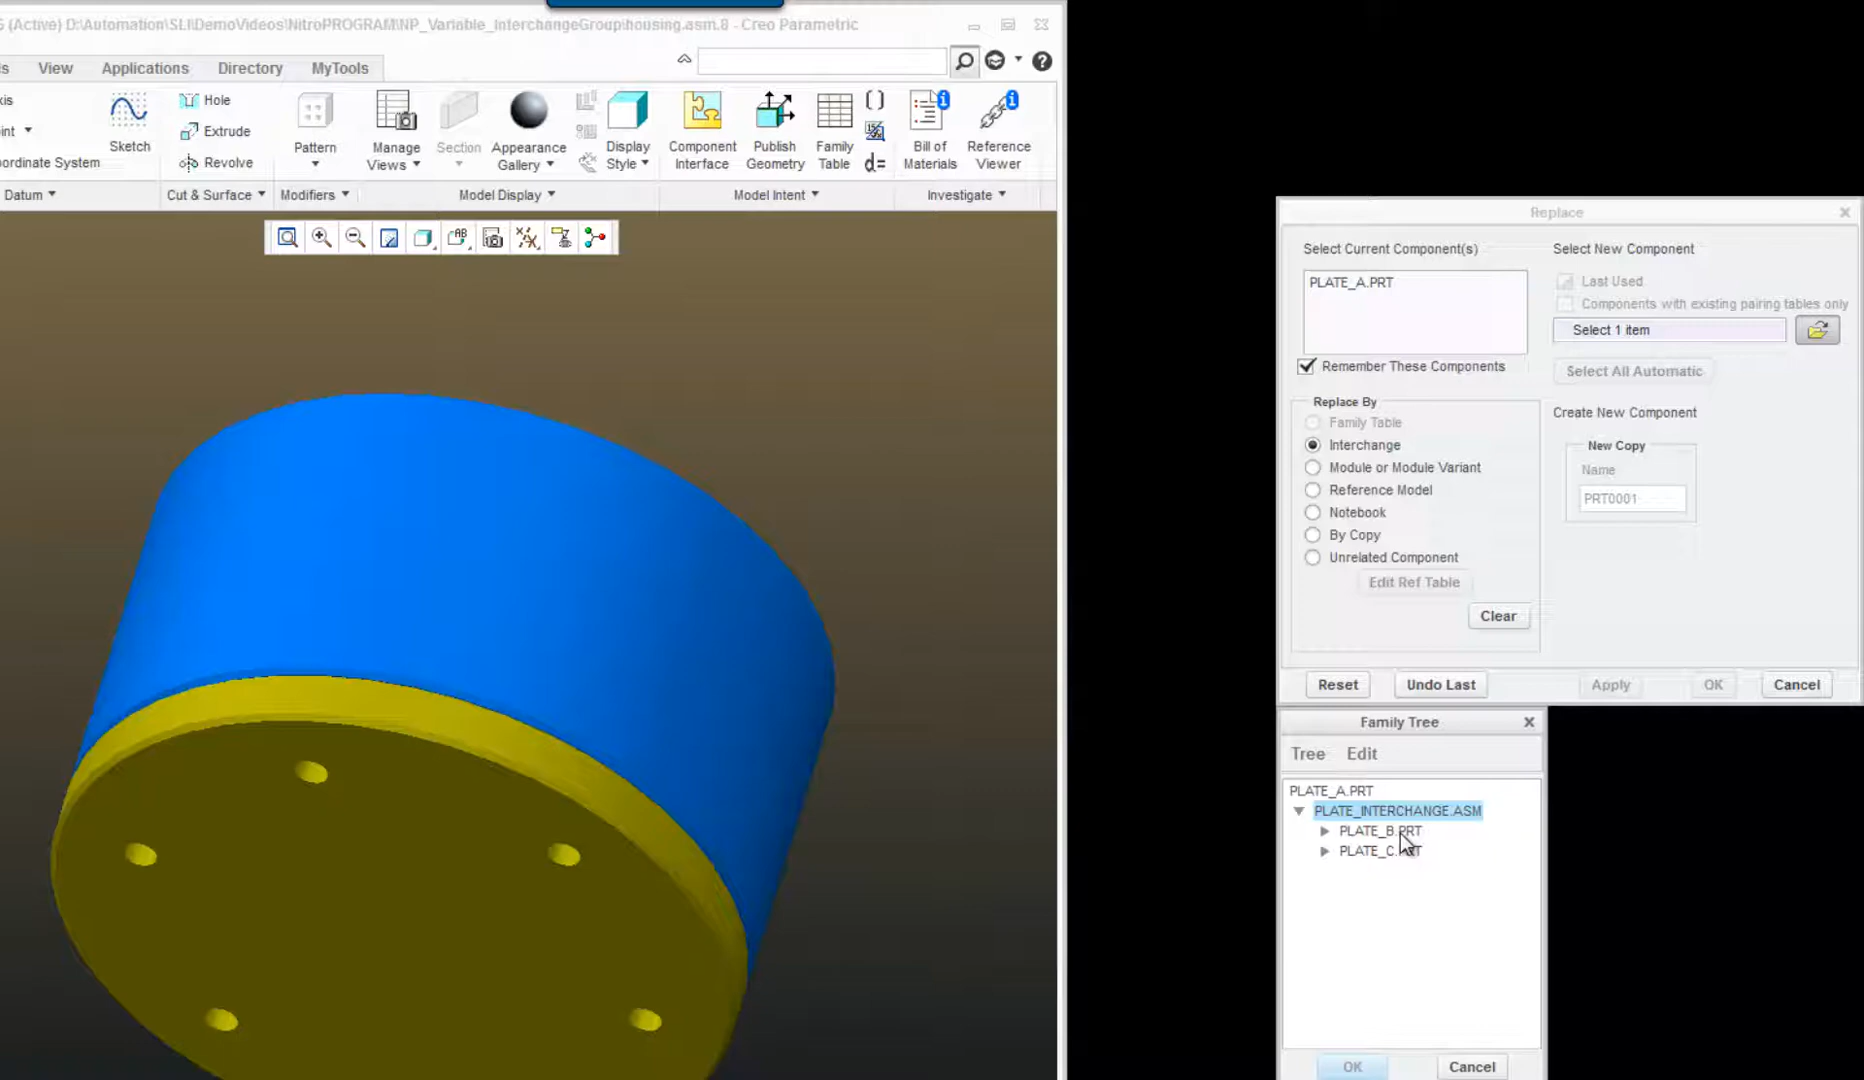 (Active) D:\Automation\SLI\DemoVideos\NitroPROGRAM\NP_Variable_InterchangeGroup\housing.asm.8 - Creo Parametric
View Applications Directory MyTools
Hole
Extrude
Revolve
Sketch
Pattern
Manage Views
Section
Appearance Gallery
Display Style
Component Interface
Publish Geometry
Family Table
d=
Bill of Materials
Reference Viewer
Datum
Cut & Surface
Modifiers
Model Display
Model Intent
Investigate
Replace
Select Current Component(s)
PLATE_A.PRT
Remember These Components
Replace By
Family Table
Interchange
Module or Module Variant
Reference Model
Notebook
By Copy
Unrelated Component
Edit Ref Table
Clear
Select New Component
Last Used
Components with existing pairing tables only
Select 1 item
Select All Automatic
Create New Component
New Copy
Name
PRT0001
Reset Undo Last Apply OK Cancel
Family Tree
Tree Edit
PLATE_A.PRT
PLATE_INTERCHANGE.ASM
PLATE_B.PRT
PLATE_C.PRT
OK Cancel